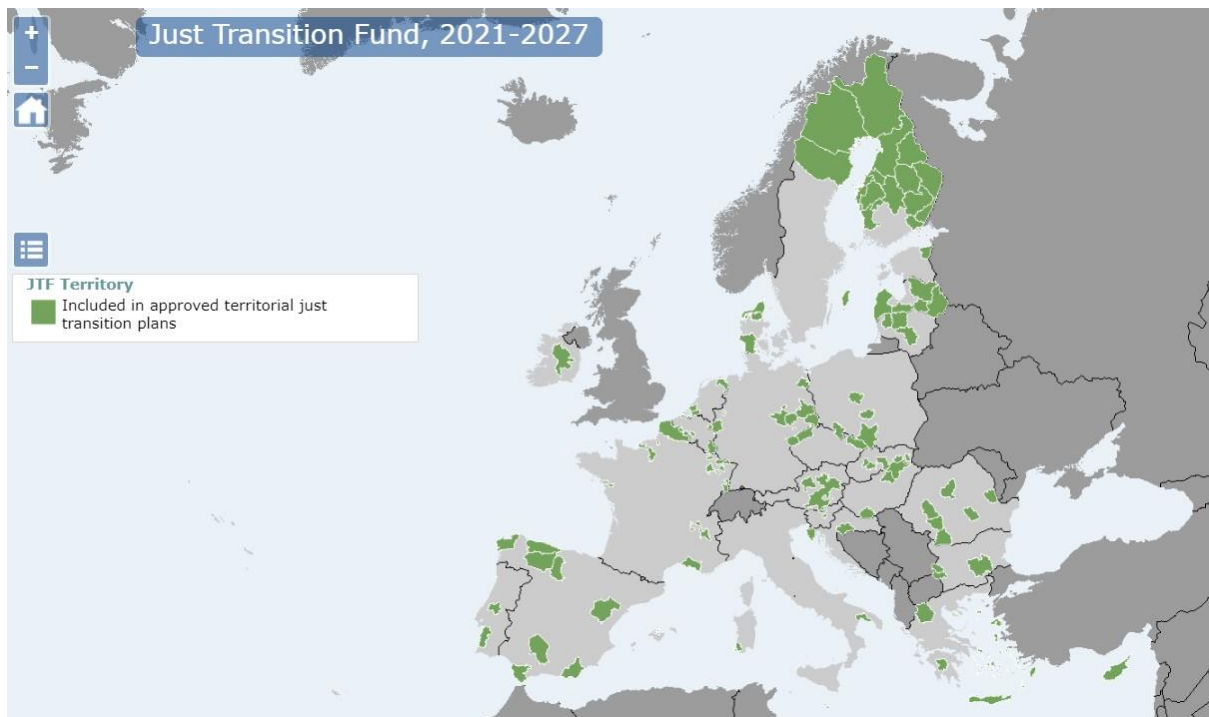 +
Just Transition Fund, 2021-2027
−
JTF Territory
Included in approved territorial just
transition plans